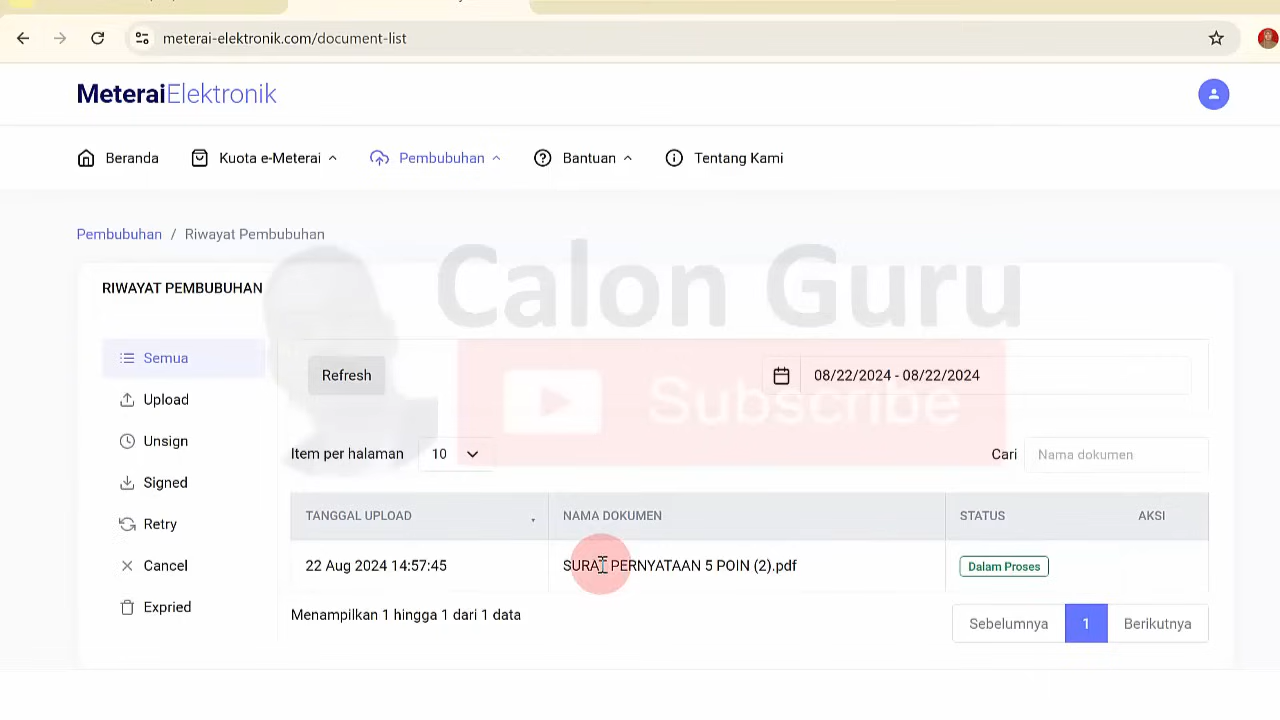 meterai-elektronik.com/document-list
MeteraiElektronik
Beranda Kuota e-Meterai Pembubuhan Bantuan Tentang Kami
Pembubuhan / Riwayat Pembubuhan
Calon Guru
RIWAYAT PEMBUBUHAN
Semua
Refresh
08/22/2024 - 08/22/2024
Subscribe
Upload
Unsign
Item per halaman 10 Cari Nama dokumen
Signed
TANGGAL UPLOAD NAMA DOKUMEN STATUS AKSI
Retry
Cancel
22 Aug 2024 14:57:45 SURAT PERNYATAAN 5 POIN (2).pdf Dalam Proses
Expried
Menampilkan 1 hingga 1 dari 1 data
Sebelumnya 1 Berikutnya